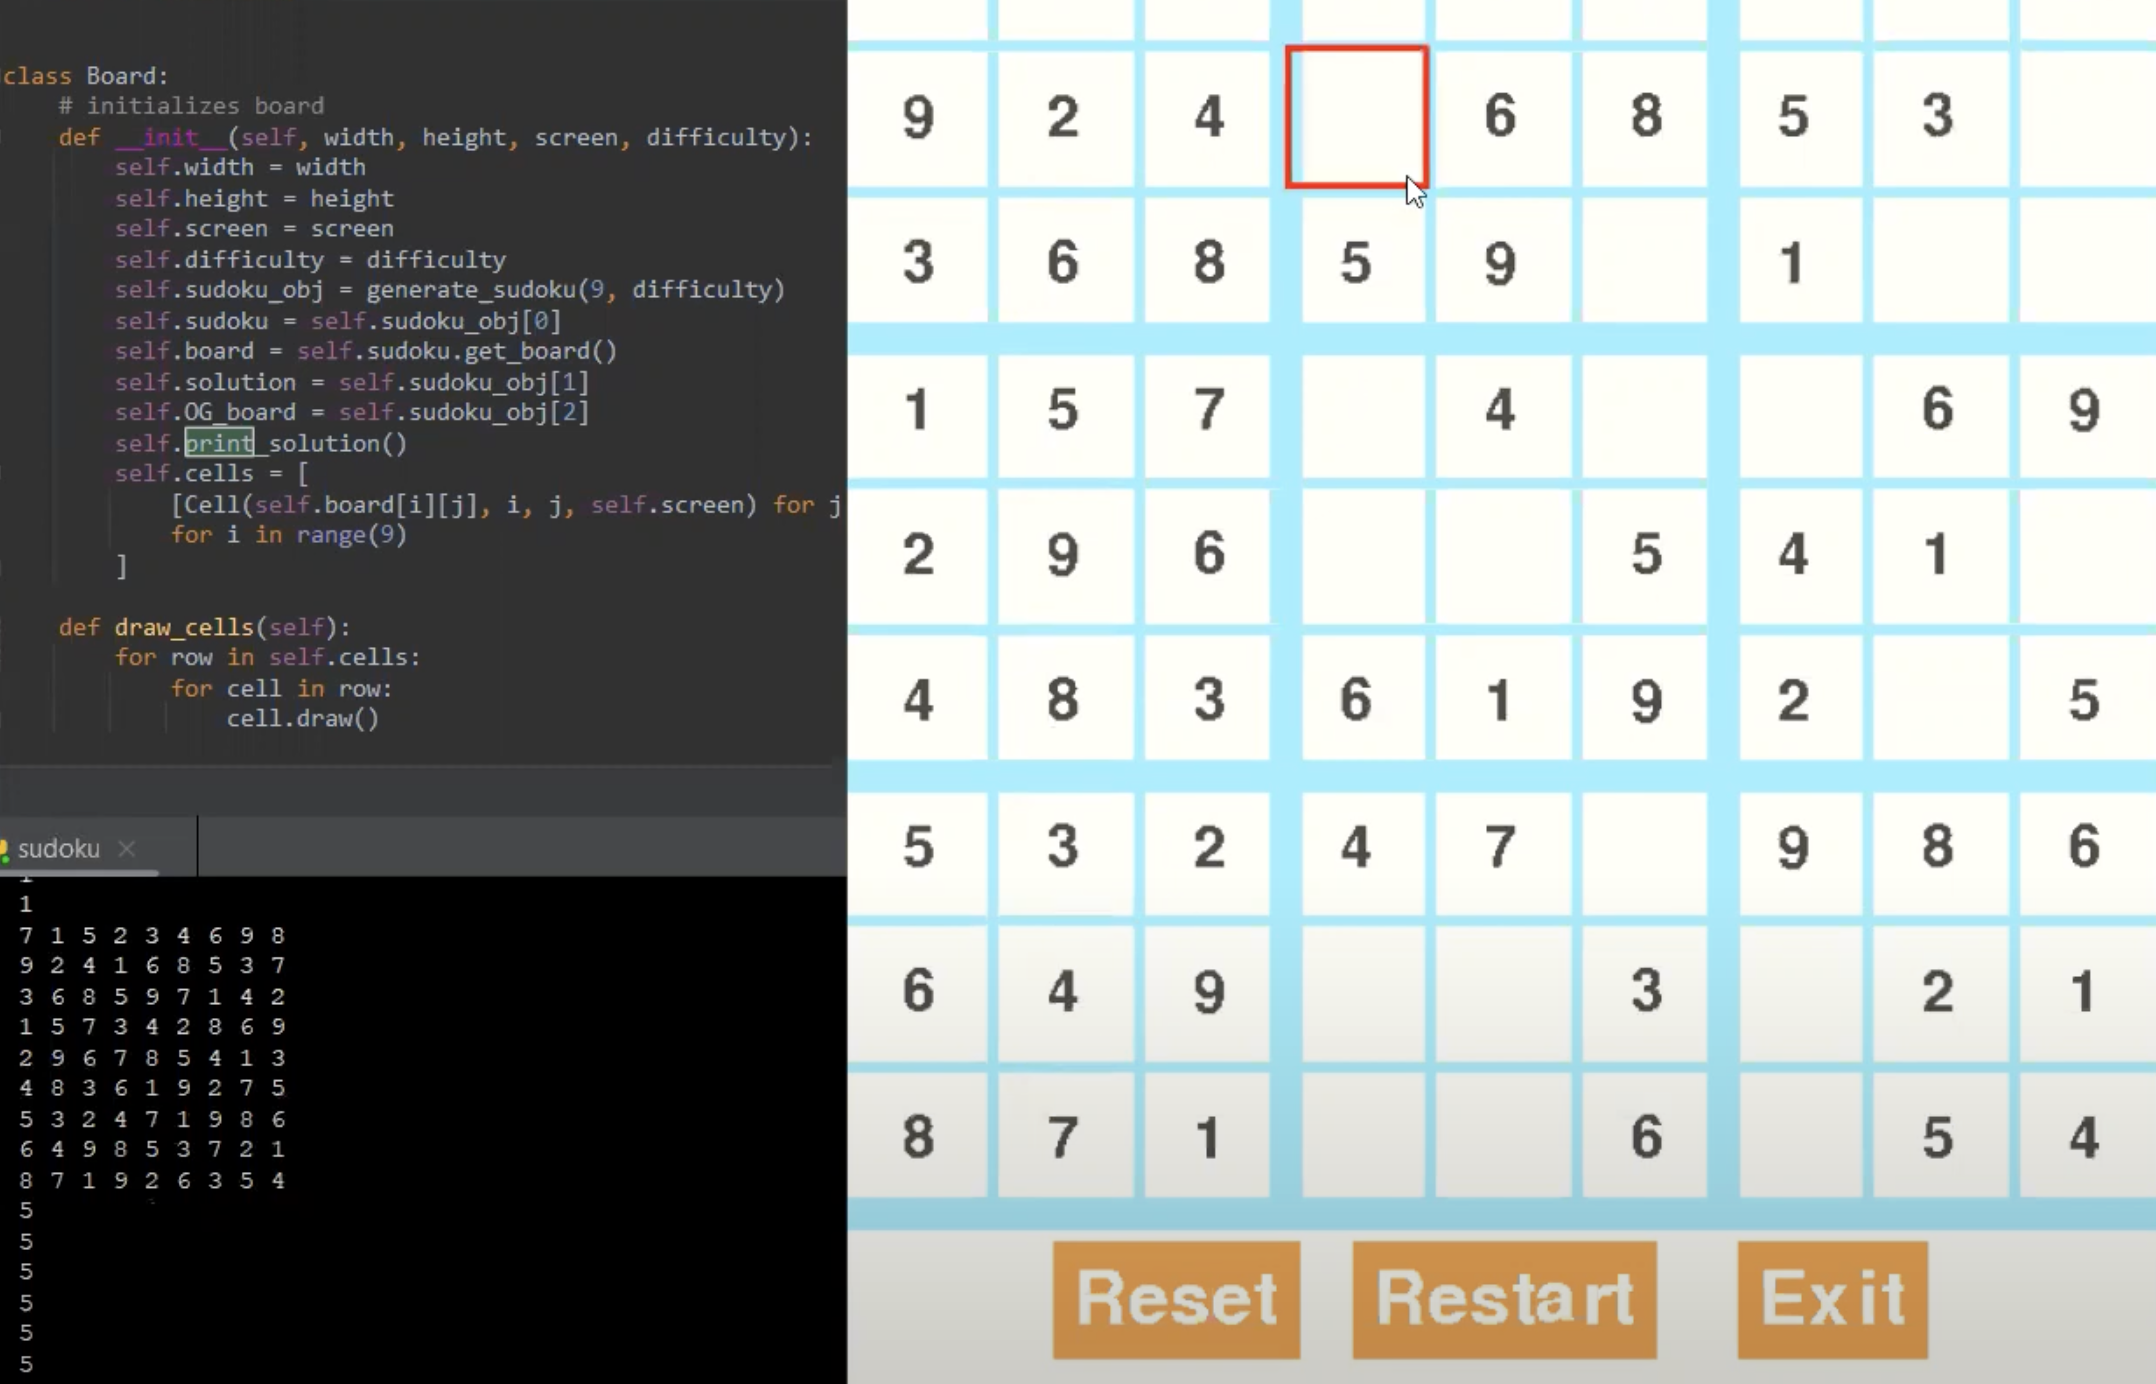 class Board:
# initializes board
def __init__(self, width, height, screen, difficulty):
self.width = width
self.height = height
self.screen = screen
self.difficulty = difficulty
self.sudoku_obj = generate_sudoku(9, difficulty)
self.sudoku = self.sudoku_obj[0]
self.board = self.sudoku.get_board()
self.solution = self.sudoku_obj[1]
self.OG_board = self.sudoku_obj[2]
self.print_solution()
self.cells = [
[Cell(self.board[i][j], i, j, self.screen) for j
for i in range(9)
]
def draw_cells(self):
for row in self.cells:
for cell in row:
cell.draw()
sudoku
1
7 1 5 2 3 4 6 9 8
9 2 4 1 6 8 5 3 7
3 6 8 5 9 7 1 4 2
1 5 7 3 4 2 8 6 9
2 9 6 7 8 5 4 1 3
4 8 3 6 1 9 2 7 5
5 3 2 4 7 1 9 8 6
6 4 9 8 5 3 7 2 1
8 7 1 9 2 6 3 5 4
5
5
5
5
5
5
9 2 4 6 8 5 3
3 6 8 5 9 1
1 5 7 4 6 9
2 9 6 5 4 1
4 8 3 6 1 9 2 5
5 3 2 4 7 9 8 6
6 4 9 3 2 1
8 7 1 6 5 4
Reset Restart Exit